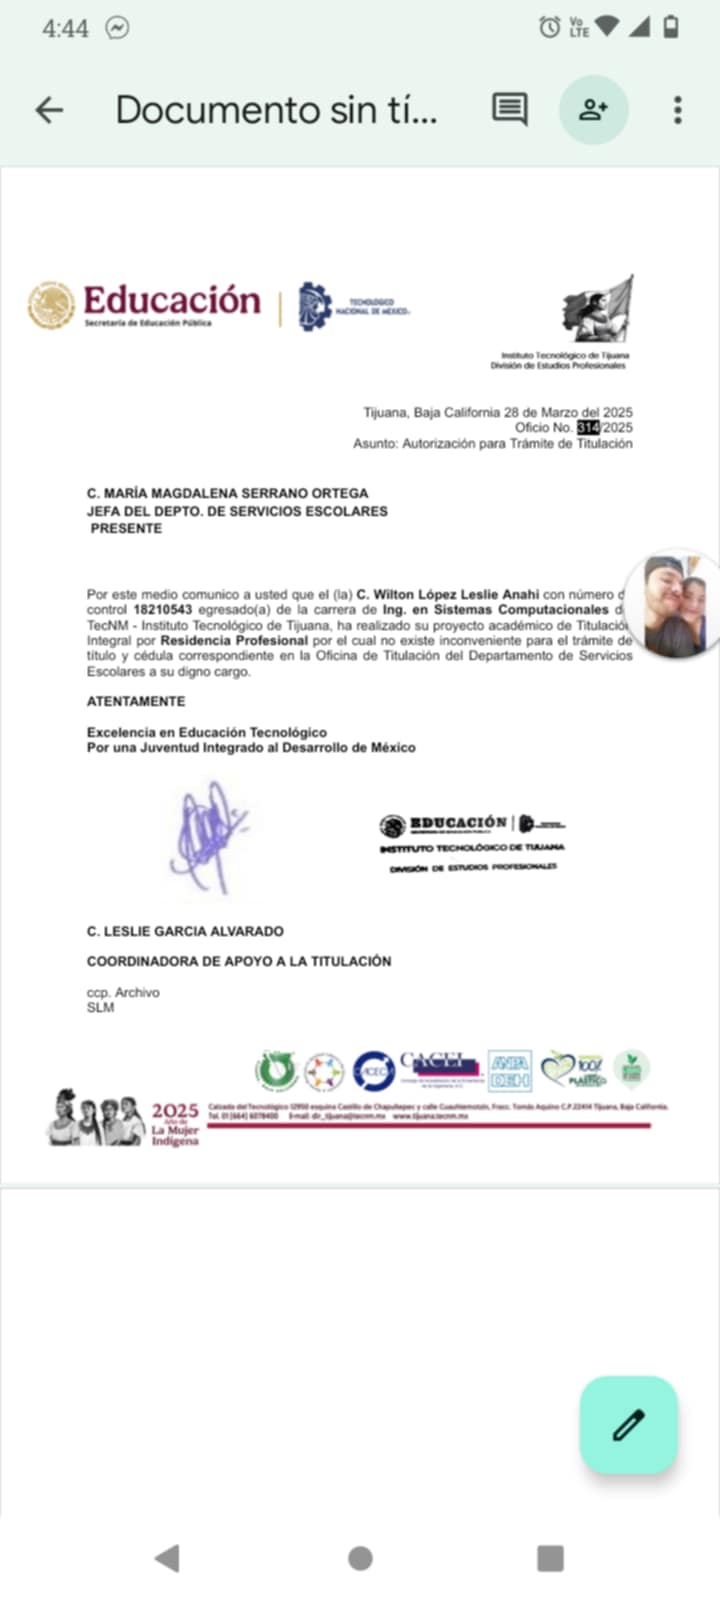 4:44
Vo
LTE
Documento sin tí...
Educación
Secretaría de Educación Pública
TECNOLÓGICO
NACIONAL DE MÉXICO
Instituto Tecnológico de Tijuana
División de Estudios Profesionales
Tijuana, Baja California 28 de Marzo del 2025
Oficio No. 314/2025
Asunto: Autorización para Trámite de Titulación
C. MARÍA MAGDALENA SERRANO ORTEGA
JEFA DEL DEPTO. DE SERVICIOS ESCOLARES
PRESENTE
Por este medio comunico a usted que el (la) C. Wilton López Leslie Anahi con número d
control 18210543 egresado(a) de la carrera de Ing. en Sistemas Computacionales d
TecNM - Instituto Tecnológico de Tijuana, ha realizado su proyecto académico de Titulació
Integral por Residencia Profesional por el cual no existe inconveniente para el trámite de
título y cédula correspondiente en la Oficina de Titulación del Departamento de Servicios
Escolares a su digno cargo.
ATENTAMENTE
Excelencia en Educación Tecnológico
Por una Juventud Integrado al Desarrollo de México
EDUCACIÓN
INSTITUTO TECNOLÓGICO DE TIJUANA
DIVISIÓN DE ESTUDIOS PROFESIONALES
C. LESLIE GARCIA ALVARADO
COORDINADORA DE APOYO A LA TITULACIÓN
ccp. Archivo
SLM
CACEI
100%
PLÁSTICO
2025
Año de
La Mujer
Indígena
Calzada del Tecnológico 12950 esquina Castillo de Chapultepec y calle Cuauhtemotzin, Fracc. Tomás Aquino C.P. 22414 Tijuana, Baja California.
Tel. 01 (664) 6078400 E-mail: dir_tijuana@tecnm.mx www.tijuana.tecnm.mx